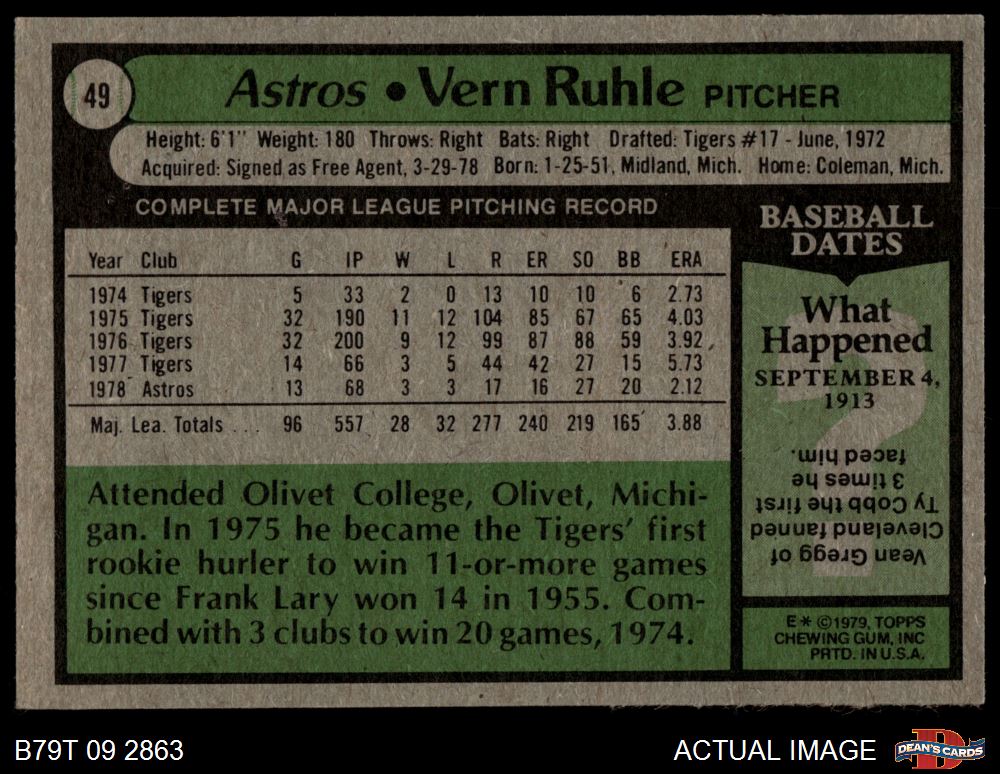 49
Astros • Vern Ruhle PITCHER
Height: 6'1" Weight: 180 Throws: Right Bats: Right Drafted: Tigers #17 - June, 1972
Acquired: Signed as Free Agent, 3-29-78 Born: 1-25-51, Midland, Mich. Home: Coleman, Mich.
COMPLETE MAJOR LEAGUE PITCHING RECORD
Year Club G IP W L R ER SO BB ERA
1974 Tigers 5 33 2 0 13 10 10 6 2.73
1975 Tigers 32 190 11 12 104 85 67 65 4.03
1976 Tigers 32 200 9 12 99 87 88 59 3.92
1977 Tigers 14 66 3 5 44 42 27 15 5.73
1978 Astros 13 68 3 3 17 16 27 20 2.12
Maj. Lea. Totals ... 96 557 28 32 277 240 219 165 3.88
Attended Olivet College, Olivet, Michi-
gan. In 1975 he became the Tigers' first
rookie hurler to win 11-or-more games
since Frank Lary won 14 in 1955. Com-
bined with 3 clubs to win 20 games, 1974.
BASEBALL
DATES
What
Happened
SEPTEMBER 4,
1913
?
Vean Gregg of
Cleveland fanned
Ty Cobb the first
3 times he
faced him.
E * ©1979, TOPPS
CHEWING GUM, INC
PRTD. IN U.S.A.
B79T 09 2863
ACTUAL IMAGE
D
DEAN'S CARDS